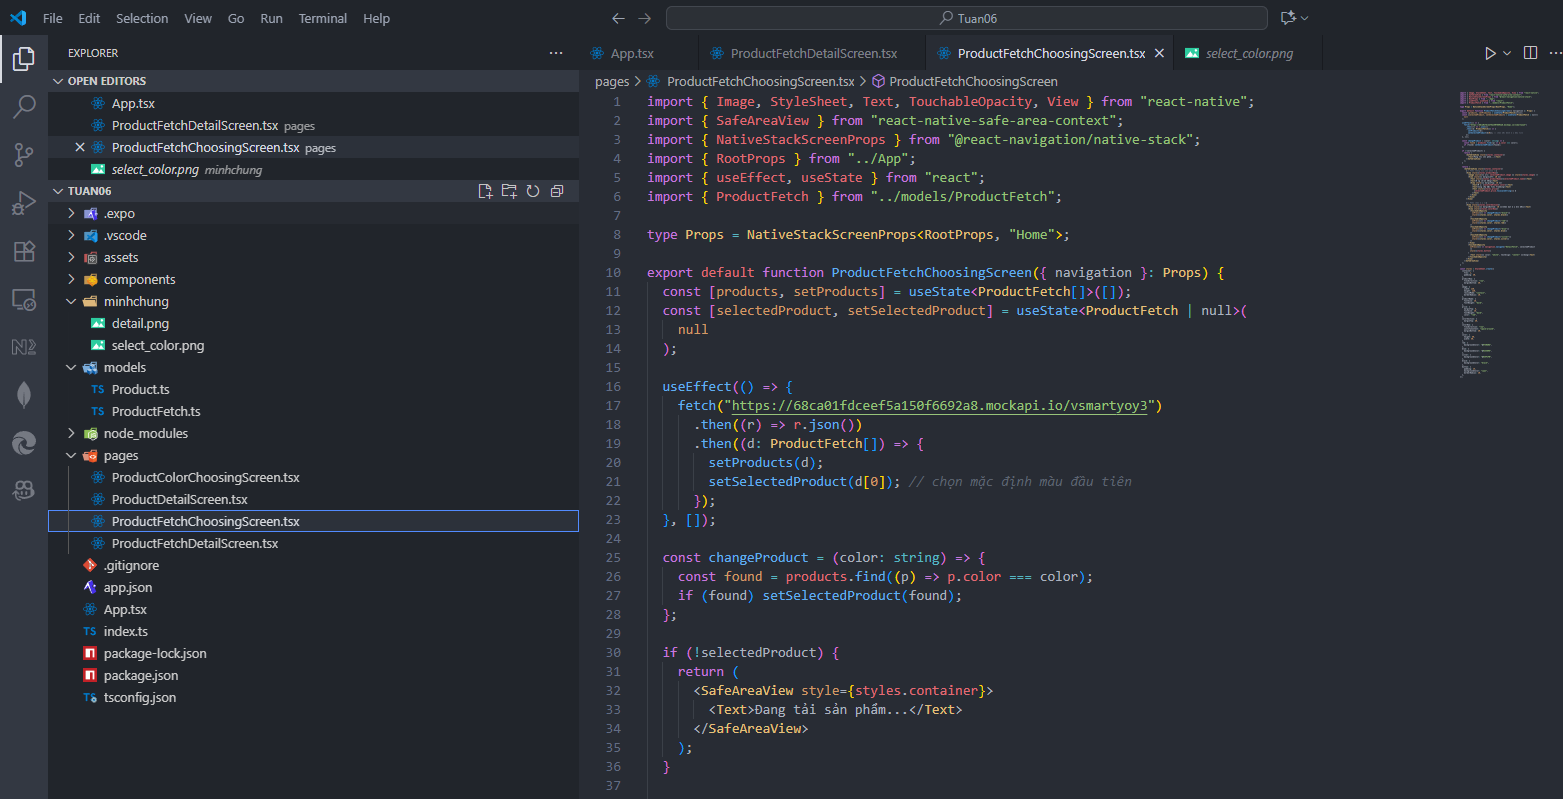 File Edit Selection View Go Run Terminal Help
Tuan06
EXPLORER
OPEN EDITORS
App.tsx
ProductFetchDetailScreen.tsx pages
ProductFetchChoosingScreen.tsx pages
select_color.png minhchung
TUAN06
.expo
.vscode
assets
components
minhchung
detail.png
select_color.png
models
TS Product.ts
TS ProductFetch.ts
node_modules
pages
ProductColorChoosingScreen.tsx
ProductDetailScreen.tsx
ProductFetchChoosingScreen.tsx
ProductFetchDetailScreen.tsx
.gitignore
app.json
App.tsx
TS index.ts
package-lock.json
package.json
tsconfig.json
App.tsx ProductFetchDetailScreen.tsx ProductFetchChoosingScreen.tsx select_color.png
pages > ProductFetchChoosingScreen.tsx > ProductFetchChoosingScreen
1 import { Image, StyleSheet, Text, TouchableOpacity, View } from "react-native";
2 import { SafeAreaView } from "react-native-safe-area-context";
3 import { NativeStackScreenProps } from "@react-navigation/native-stack";
4 import { RootProps } from "../App";
5 import { useEffect, useState } from "react";
6 import { ProductFetch } from "../models/ProductFetch";
7
8 type Props = NativeStackScreenProps<RootProps, "Home">;
9
10 export default function ProductFetchChoosingScreen({ navigation }: Props) {
11 const [products, setProducts] = useState<ProductFetch[]>([]);
12 const [selectedProduct, setSelectedProduct] = useState<ProductFetch | null>(
13 null
14 );
15
16 useEffect(() => {
17 fetch("https://68ca01fdceef5a150f6692a8.mockapi.io/vsmartyoy3")
18 .then((r) => r.json())
19 .then((d: ProductFetch[]) => {
20 setProducts(d);
21 setSelectedProduct(d[0]); // chọn mặc định màu đầu tiên
22 });
23 }, []);
24
25 const changeProduct = (color: string) => {
26 const found = products.find((p) => p.color === color);
27 if (found) setSelectedProduct(found);
28 };
29
30 if (!selectedProduct) {
31 return (
32 <SafeAreaView style={styles.container}>
33 <Text>Đang tải sản phẩm...</Text>
34 </SafeAreaView>
35 );
36 }
37